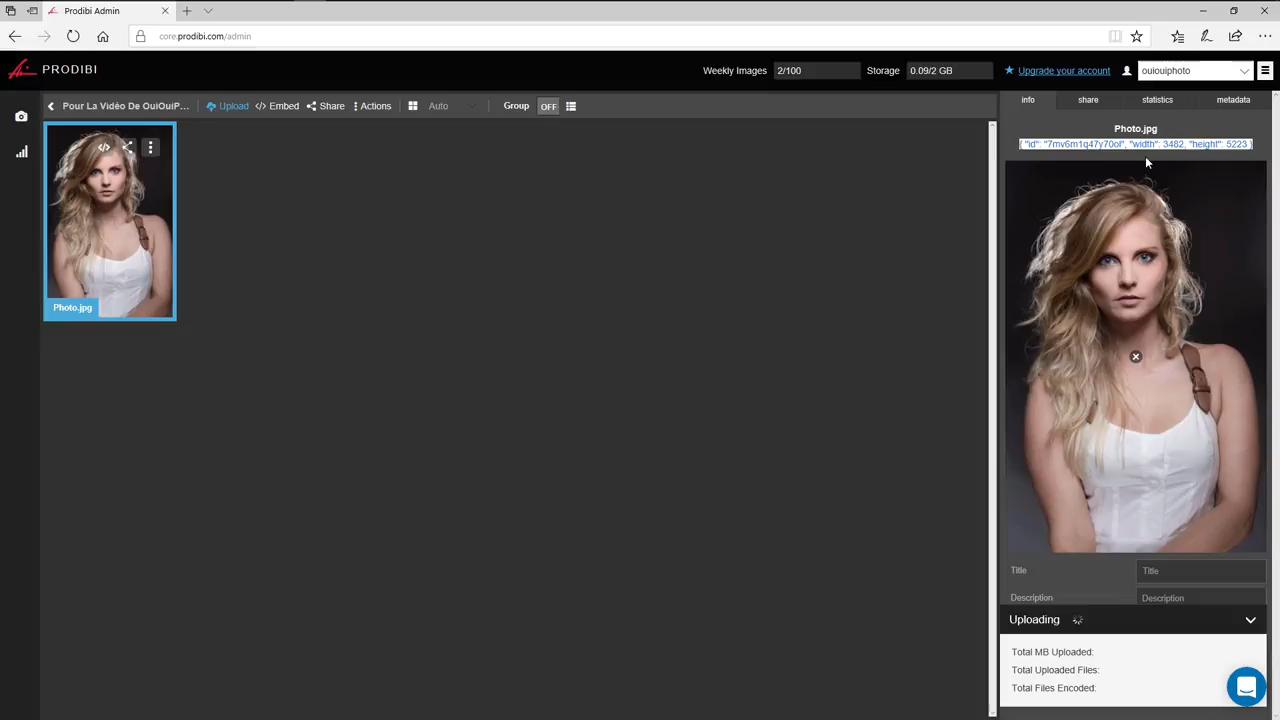 Prodibi Admin
core.prodibi.com/admin
PRODIBI
Weekly Images 2/100 Storage 0.09/2 GB Upgrade your account ouiouiphoto
Pour La Vidéo De OuiOuiP... Upload </> Embed Share Actions Auto Group OFF
info share statistics metadata
Photo.jpg
{ "id": "7mv6m1q47y70ol", "width": 3482, "height": 5223 }
Photo.jpg
Title Title
Description Description
Uploading
Total MB Uploaded:
Total Uploaded Files:
Total Files Encoded: